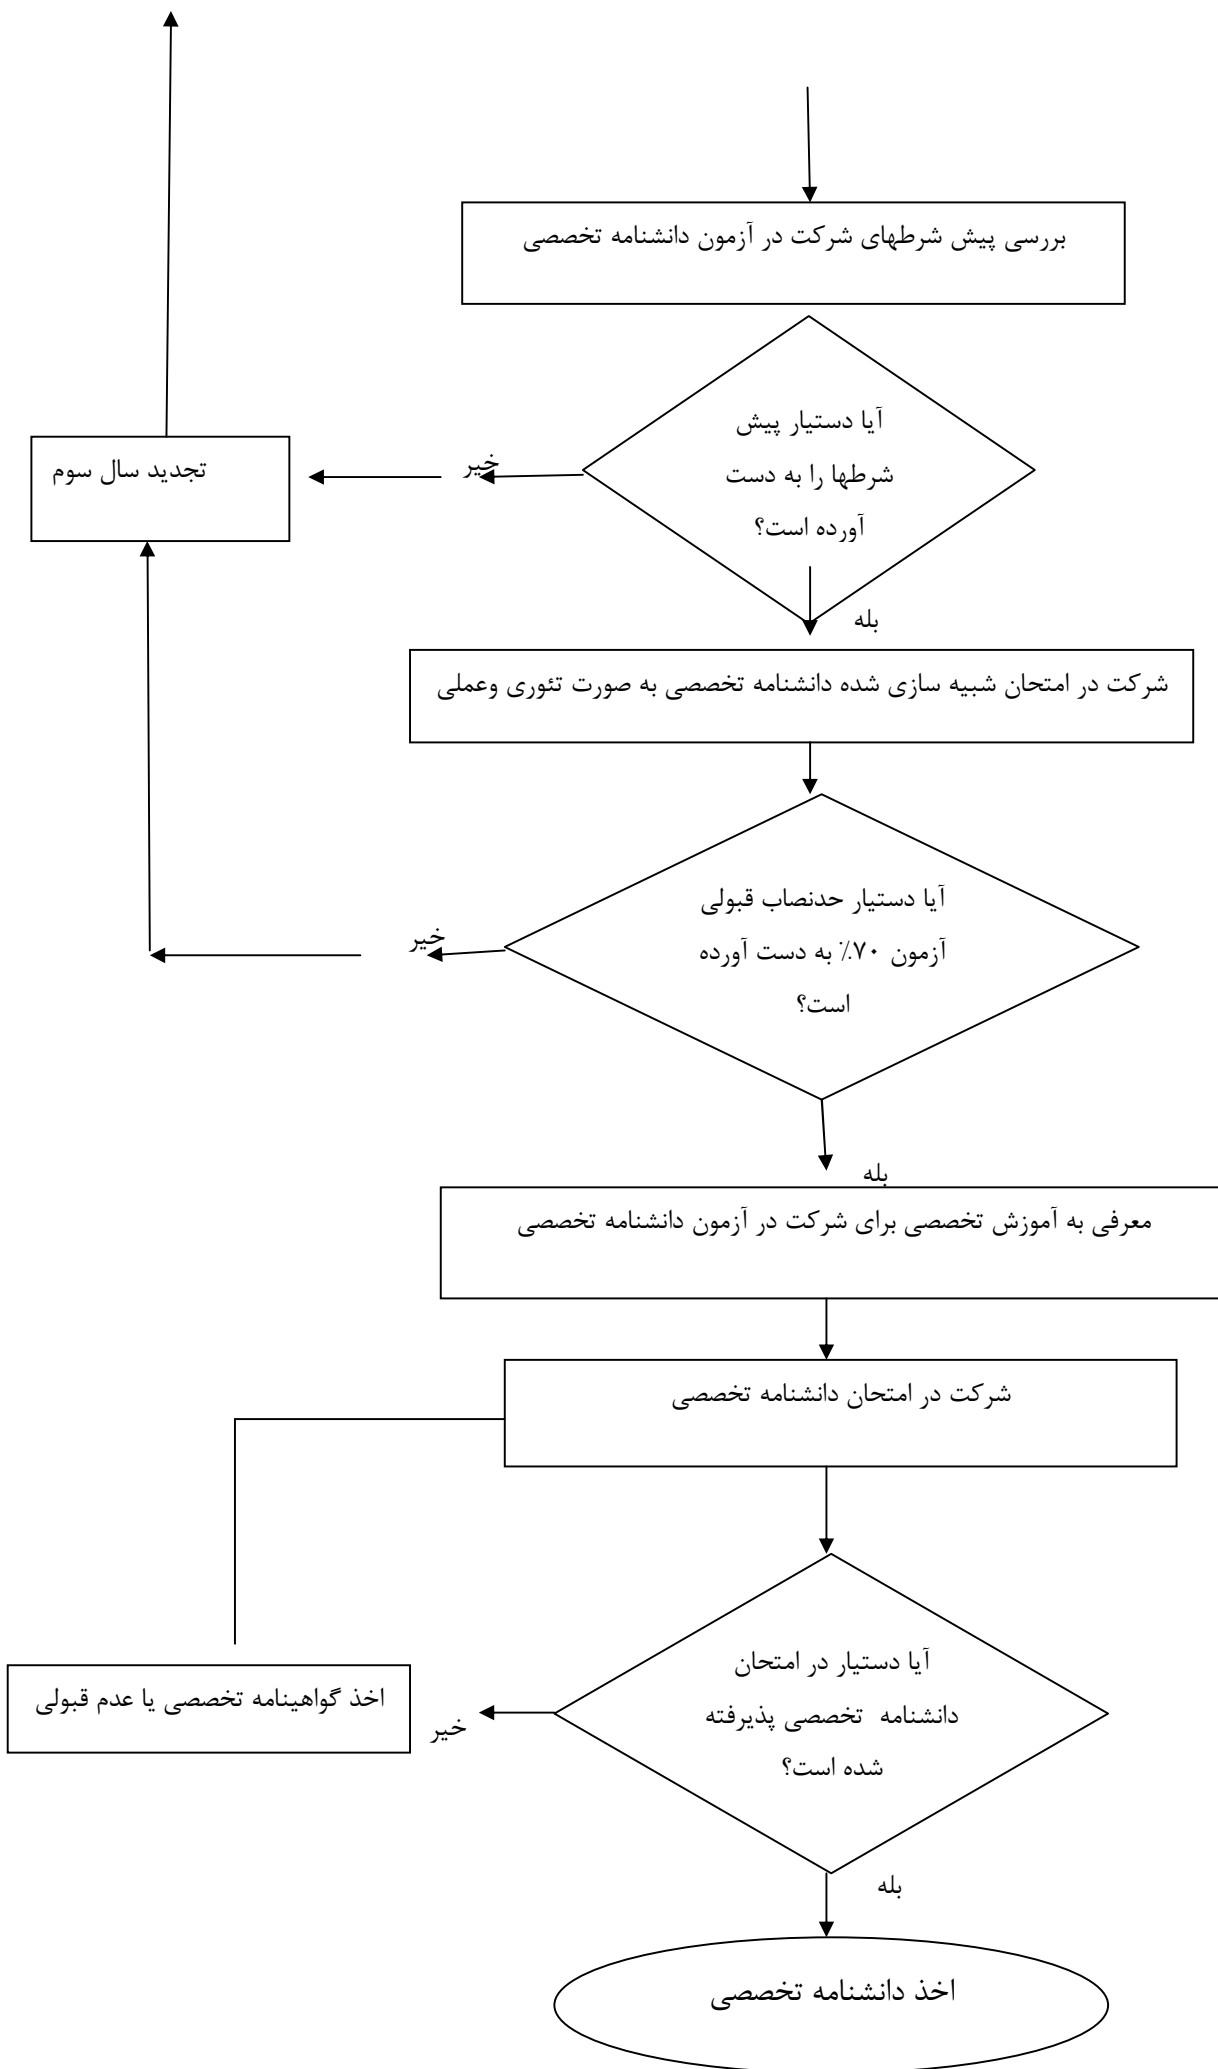 بررسی پیش شرطهای شرکت در آزمون دانشنامه تخصصی
آیا دستیار پیش
شرطها را به دست
آورده است؟
خیر
تجدید سال سوم
بله
شرکت در امتحان شبیه سازی شده دانشنامه تخصصی به صورت تئوری وعملی
آیا دستیار حدنصاب قبولی
آزمون ۷۰٪ به دست آورده
است؟
خیر
بله
معرفی به آموزش تخصصی برای شرکت در آزمون دانشنامه تخصصی
شرکت در امتحان دانشنامه تخصصی
آیا دستیار در امتحان
دانشنامه تخصصی پذیرفته
شده است؟
خیر
اخذ گواهینامه تخصصی یا عدم قبولی
بله
اخذ دانشنامه تخصصی